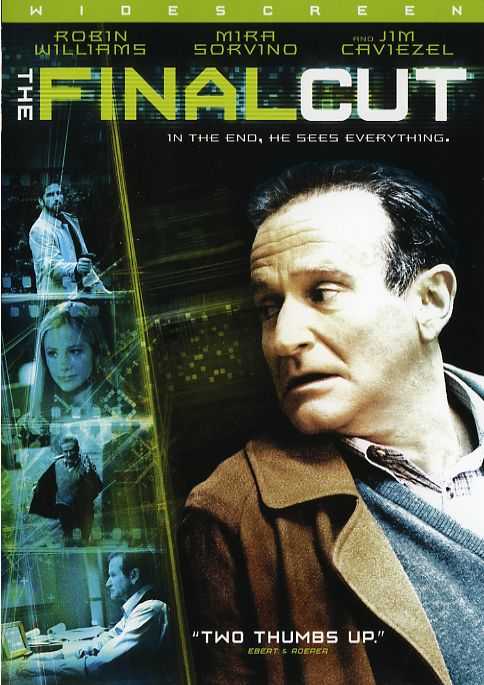 WIDESCREEN
ROBIN WILLIAMS
MIRA SORVINO
AND JIM CAVIEZEL
THE FINAL CUT
IN THE END, HE SEES EVERYTHING.
"TWO THUMBS UP."
EBERT & ROEPER